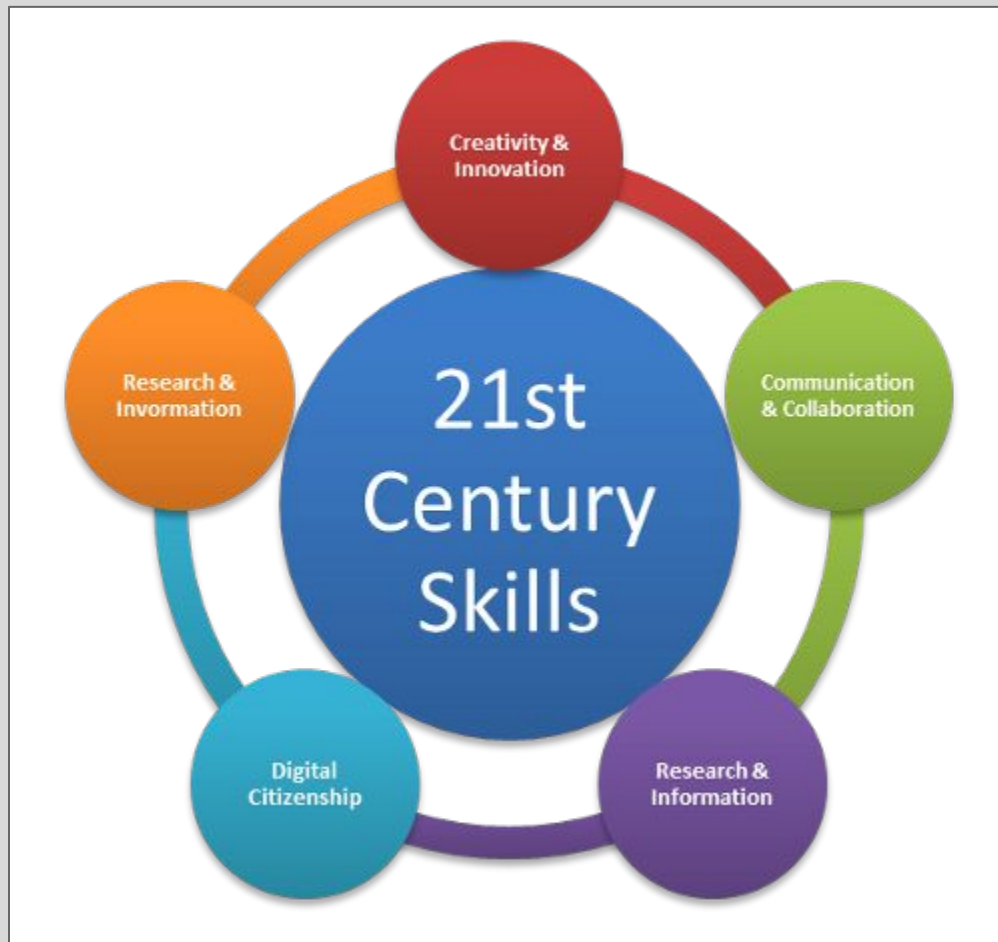 Creativity &
Innovation
Communication
& Collaboration
Research &
Information
Digital
Citizenship
Research &
Invormation
21st
Century
Skills